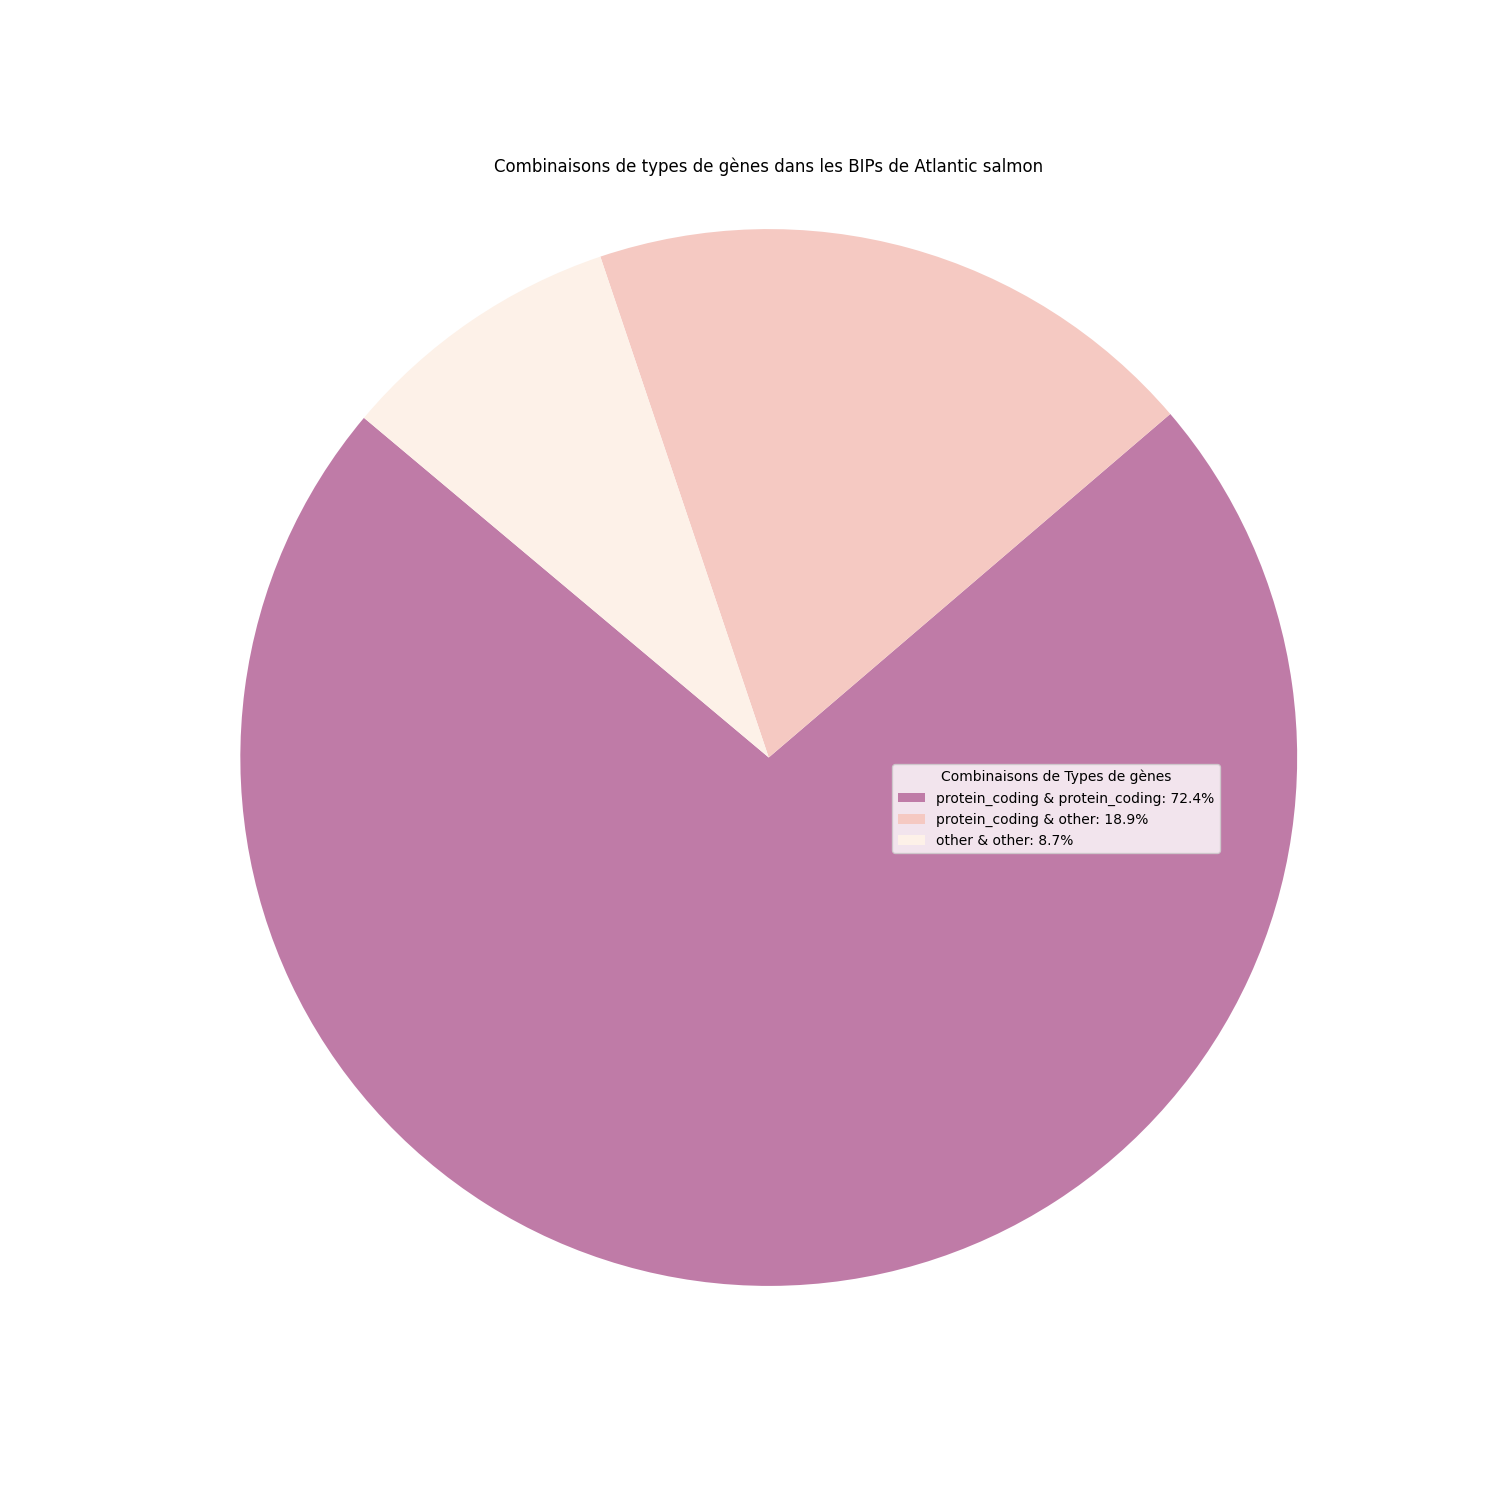 Combinaisons de types de gènes dans les BIPs de Atlantic salmon
Combinaisons de Types de gènes
protein_coding & protein_coding: 72.4%
protein_coding & other: 18.9%
other & other: 8.7%